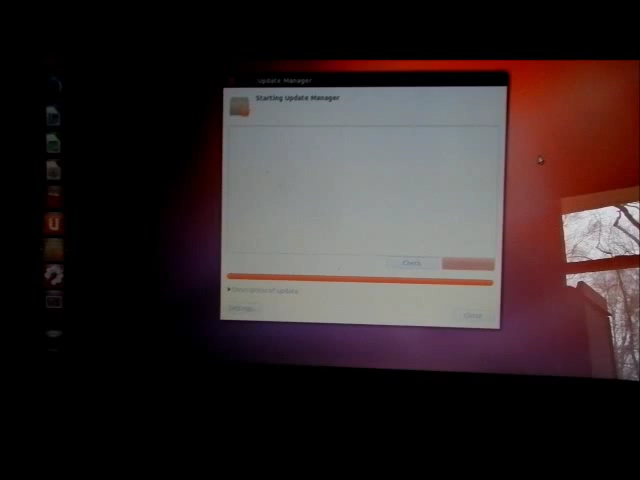 Update Manager
Starting Update Manager
Check
Description of update
Settings...
Close